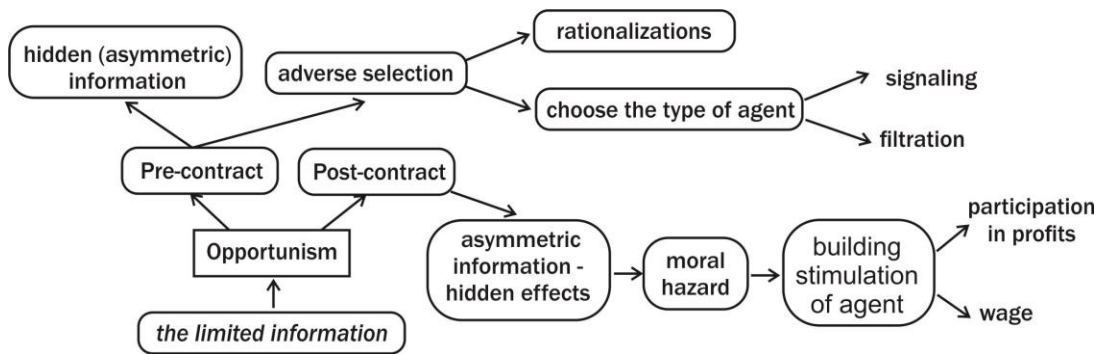 hidden (asymmetric)
information
adverse selection
rationalizations
choose the type of agent
signaling
filtration
Pre-contract
Post-contract
Opportunism
the limited information
asymmetric
information -
hidden effects
moral
hazard
building
stimulation
of agent
participation
in profits
wage